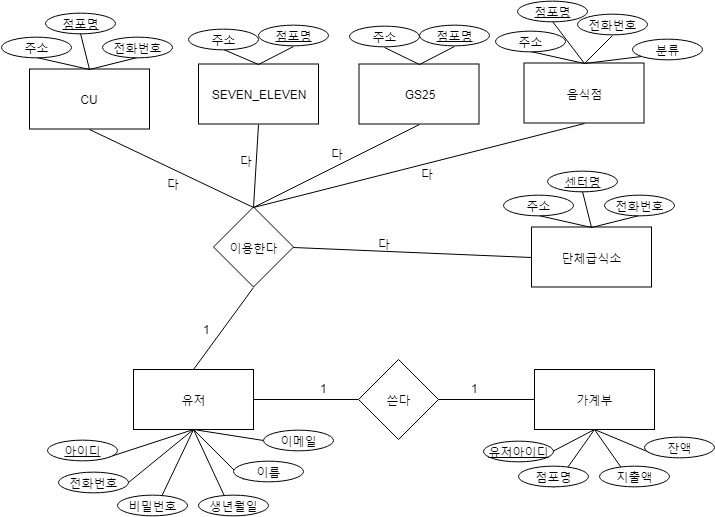 점포명
주소
전화번호
CU
주소
점포명
SEVEN_ELEVEN
주소
점포명
GS25
점포명
전화번호
주소
분류
음식점
다
다
다
다
센터명
주소
전화번호
단체급식소
이용한다
다
1
유저
1
쓴다
1
가계부
아이디
전화번호
비밀번호
생년월일
이름
이메일
유저아이디
점포명
지출액
잔액